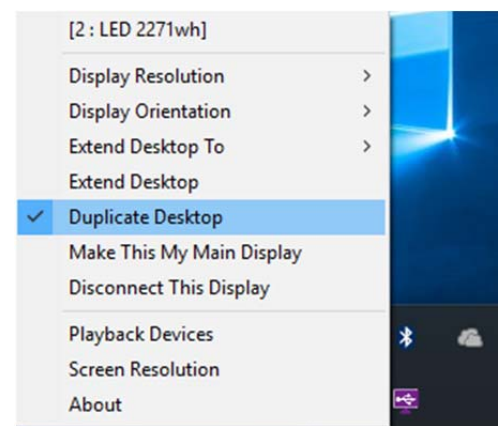 [2 : LED 2271wh]
Display Resolution
Display Orientation
Extend Desktop To
Extend Desktop
Duplicate Desktop
Make This My Main Display
Disconnect This Display
Playback Devices
Screen Resolution
About